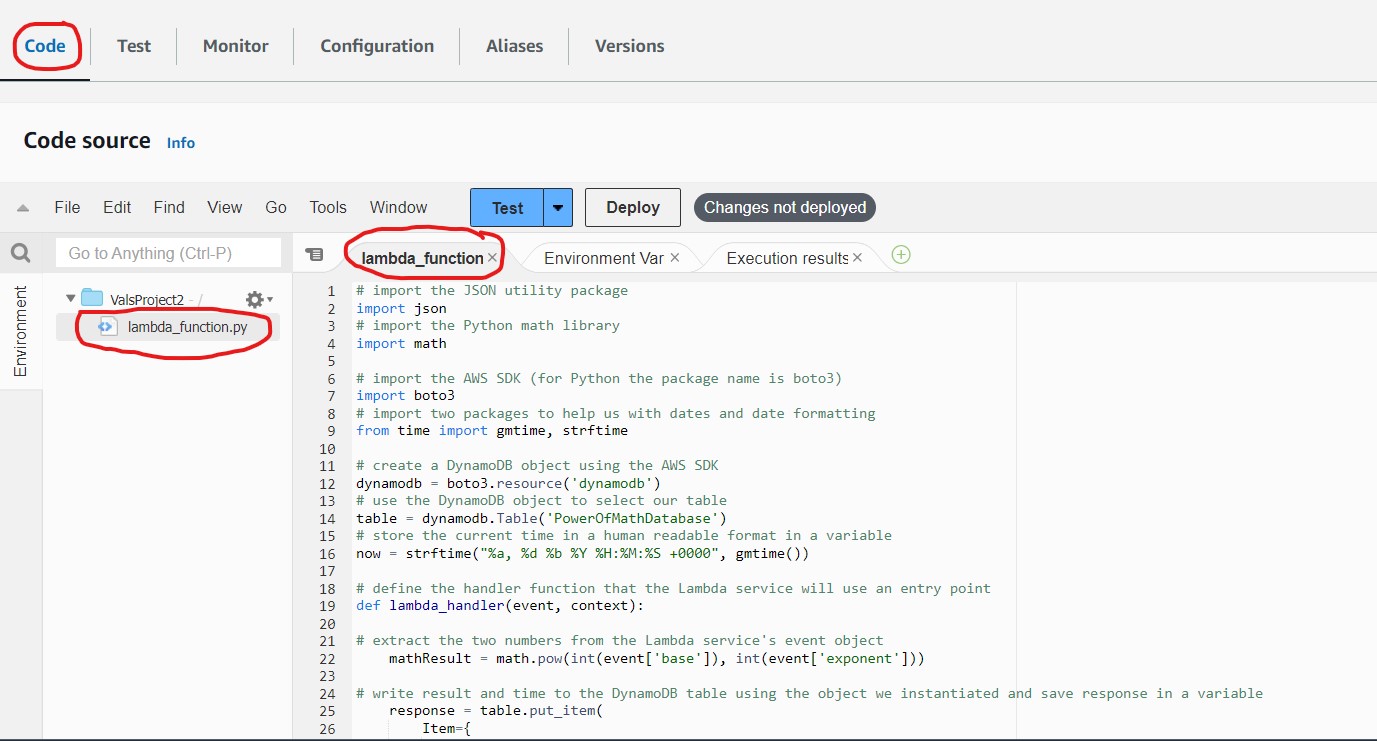 Code Test Monitor Configuration Aliases Versions
Code source Info
File Edit Find View Go Tools Window Test Deploy Changes not deployed
Go to Anything (Ctrl-P)
lambda_function Environment Var Execution results
Environment
ValsProject2 - /
lambda_function.py
1 # import the JSON utility package
2 import json
3 # import the Python math library
4 import math
5
6 # import the AWS SDK (for Python the package name is boto3)
7 import boto3
8 # import two packages to help us with dates and date formatting
9 from time import gmtime, strftime
10
11 # create a DynamoDB object using the AWS SDK
12 dynamodb = boto3.resource('dynamodb')
13 # use the DynamoDB object to select our table
14 table = dynamodb.Table('PowerOfMathDatabase')
15 # store the current time in a human readable format in a variable
16 now = strftime("%a, %d %b %Y %H:%M:%S +0000", gmtime())
17
18 # define the handler function that the Lambda service will use an entry point
19 def lambda_handler(event, context):
20
21 # extract the two numbers from the Lambda service's event object
22     mathResult = math.pow(int(event['base']), int(event['exponent']))
23
24 # write result and time to the DynamoDB table using the object we instantiated and save response in a variable
25     response = table.put_item(
26         Item={